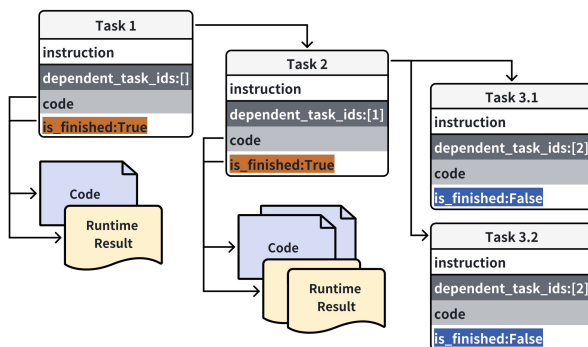 Task 1
instruction
dependent_task_ids:[]
code
is_finished:True
Code
Runtime
Result
Task 2
instruction
dependent_task_ids:[1]
code
is_finished:True
Code
Runtime
Result
Task 3.1
instruction
dependent_task_ids:[2]
code
is_finished:False
Task 3.2
instruction
dependent_task_ids:[2]
code
is_finished:False